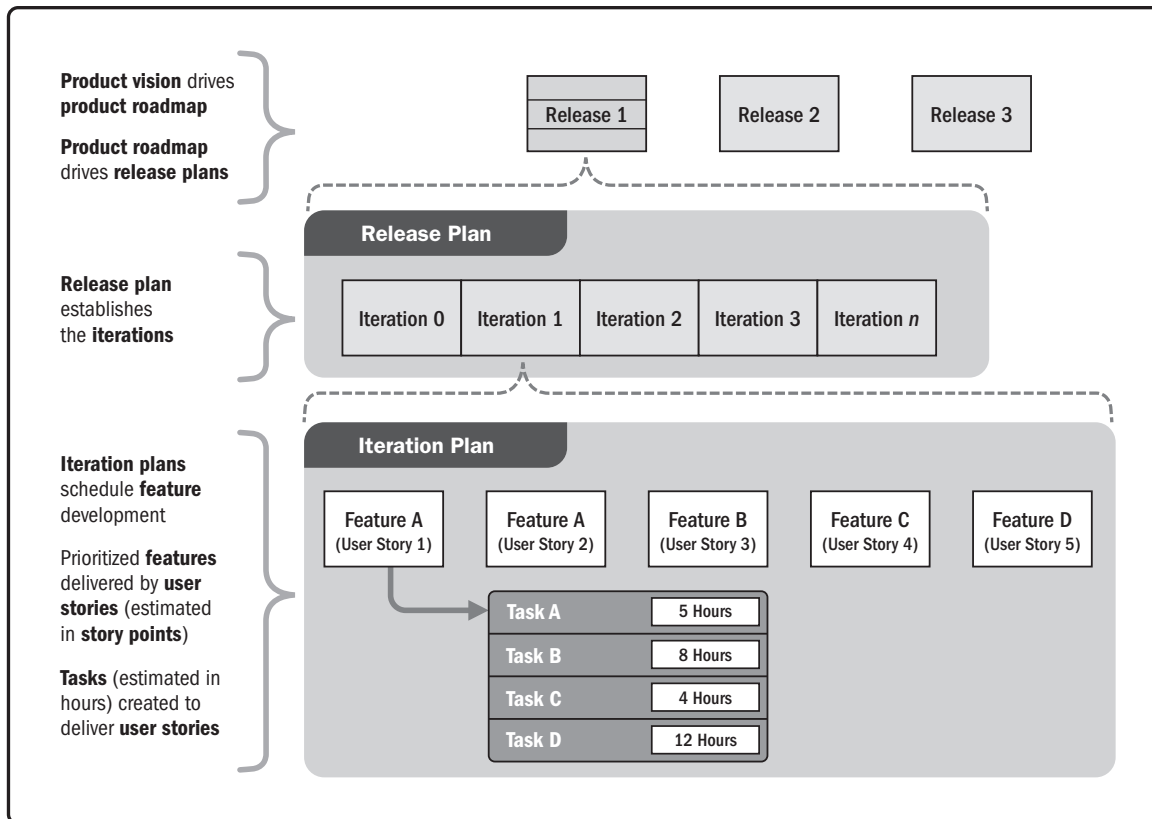 Product vision drives
product roadmap
Product roadmap
drives release plans
Release 1
Release 2
Release 3
Release Plan
Release plan
establishes
the iterations
Iteration 0
Iteration 1
Iteration 2
Iteration 3
Iteration n
Iteration Plan
Iteration plans
schedule feature
development
Prioritized features
delivered by user
stories (estimated
in story points)
Tasks (estimated in
hours) created to
deliver user stories
Feature A
(User Story 1)
Feature A
(User Story 2)
Feature B
(User Story 3)
Feature C
(User Story 4)
Feature D
(User Story 5)
Task A
5 Hours
Task B
8 Hours
Task C
4 Hours
Task D
12 Hours